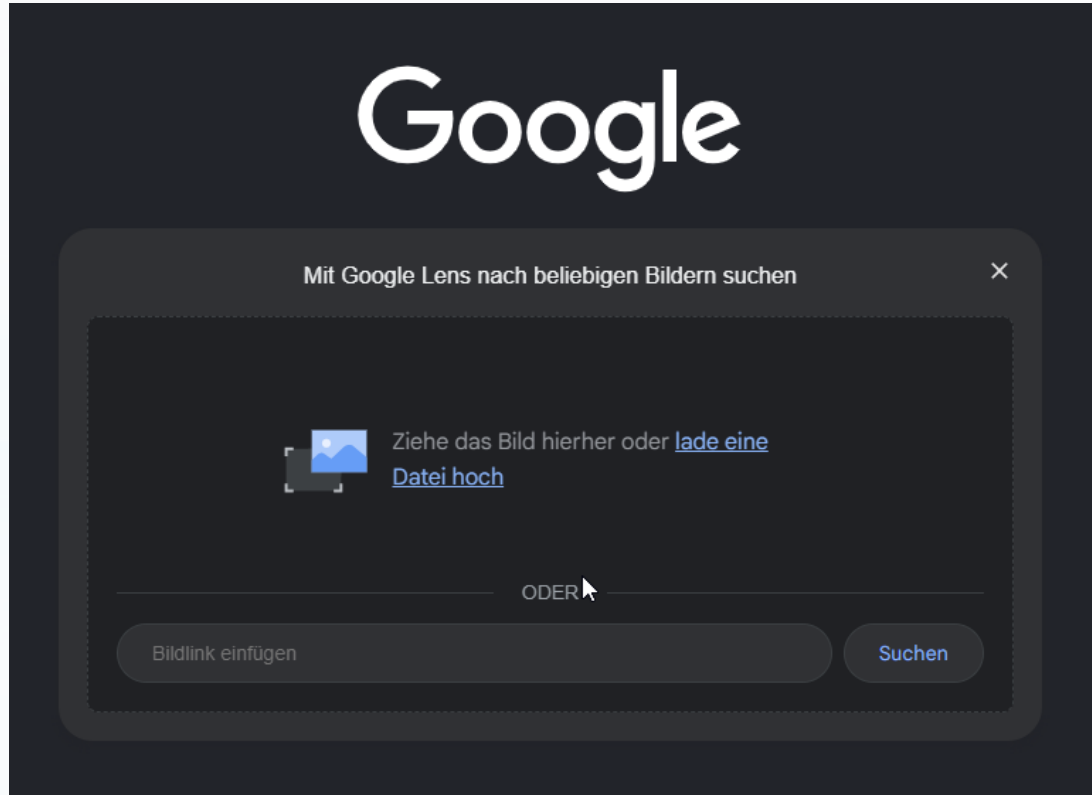 Google
Mit Google Lens nach beliebigen Bildern suchen
Ziehe das Bild hierher oder lade eine
Datei hoch
ODER
Bildlink einfügen
Suchen